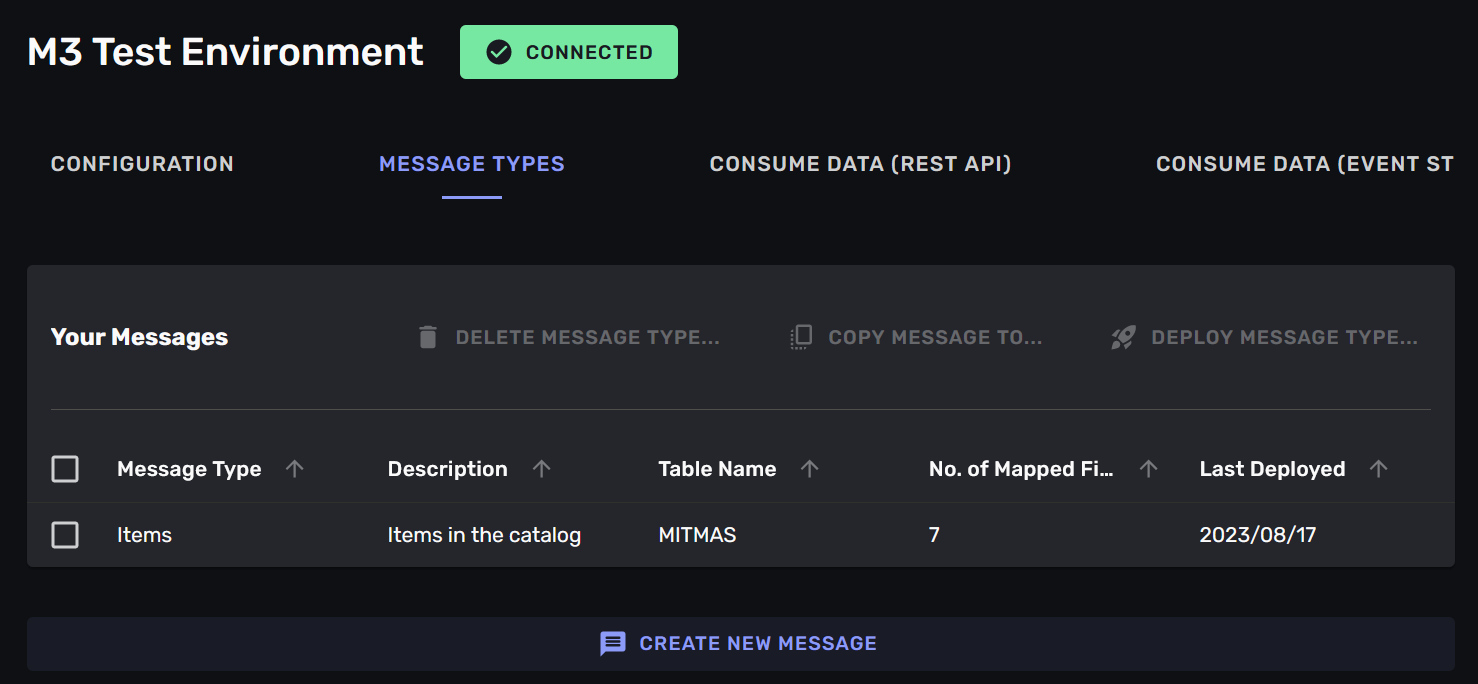 M3 Test Environment
CONNECTED
CONFIGURATION
MESSAGE TYPES
CONSUME DATA (REST API)
CONSUME DATA (EVENT ST
Your Messages
DELETE MESSAGE TYPE...
COPY MESSAGE TO...
DEPLOY MESSAGE TYPE...
Message Type
Description
Table Name
No. of Mapped Fi...
Last Deployed
Items
Items in the catalog
MITMAS
7
2023/08/17
CREATE NEW MESSAGE